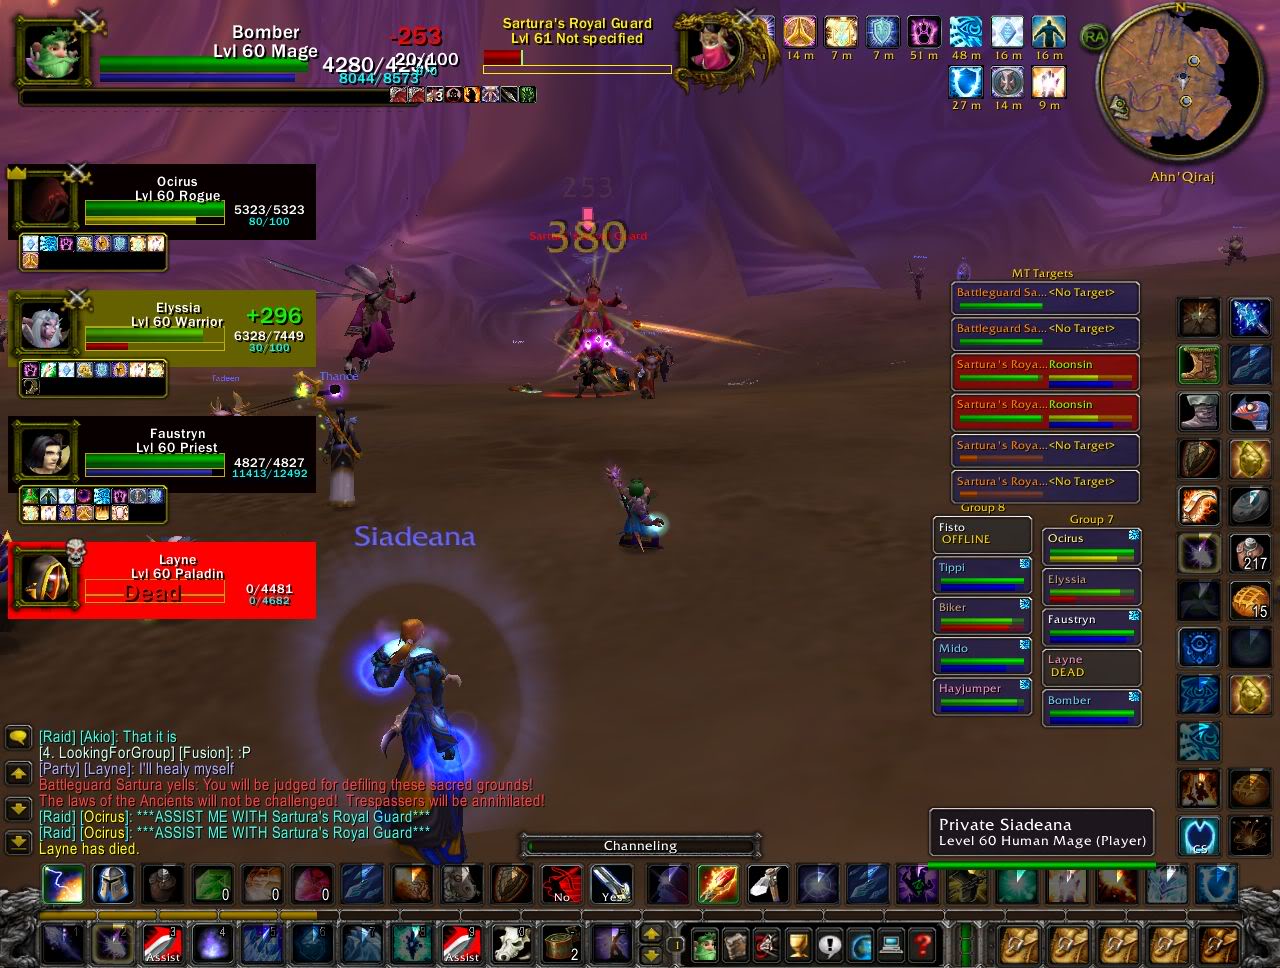 Bomber
Lvl 60 Mage
-253
20/100
8044/8573
Sartura's Royal Guard
Lvl 61 Not specified
14 m
7 m
7 m
51 m
48 m
16 m
16 m
27 m
14 m
9 m
N
RA
Ahn'Qiraj
3
Ocirus
Lvl 60 Rogue
5323/5323
80/100
253
380
Elyssia
Lvl 60 Warrior
+296
6328/7449
30/100
Thance
Faustryn
Lvl 60 Priest
4827/4827
11413/12492
Layne
Lvl 60 Paladin
Dead
0/4481
0/4682
Siadeana
MT Targets
Battleguard Sa...<No Target>
Battleguard Sa...<No Target>
Sartura's Roya...Roonsin
Sartura's Roya...Roonsin
Sartura's Roya...<No Target>
Sartura's Roya...<No Target>
Group 8
Group 7
Fisto
OFFLINE
Tippi
Biker
Mido
Hayjumper
Ocirus
Elyssia
Faustryn
Layne
DEAD
Bomber
217
15
CS
[Raid] [Akio]: That it is
[4. LookingForGroup] [Fusion]: :P
[Party] [Layne]: I'll healy myself
Battleguard Sartura yells: You will be judged for defiling these sacred grounds!
The laws of the Ancients will not be challenged!  Trespassers will be annihilated!
[Raid] [Ocirus]: ***ASSIST ME WITH Sartura's Royal Guard***
[Raid] [Ocirus]: ***ASSIST ME WITH Sartura's Royal Guard***
Layne has died.
Channeling
Private Siadeana
Level 60 Human Mage (Player)
0
0
0
No
Yes
Assist
Assist
2
1